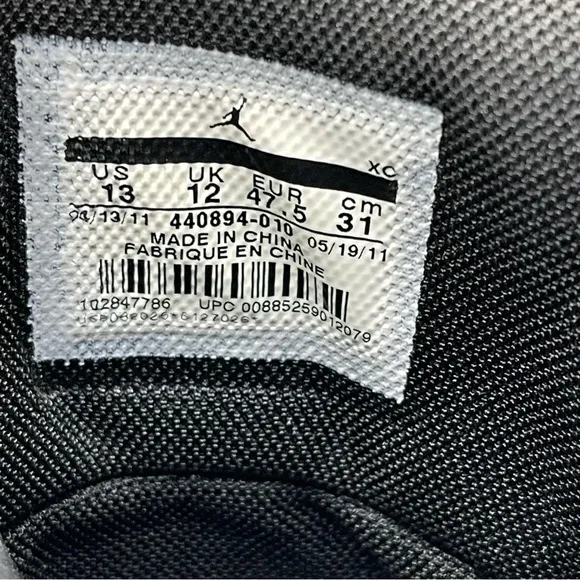 XC
US UK EUR cm
13 12 47.5 31
04/13/11 440894-010 05/19/11
MADE IN CHINA
FABRIQUE EN CHINE
102847786 UPC 00885259012079